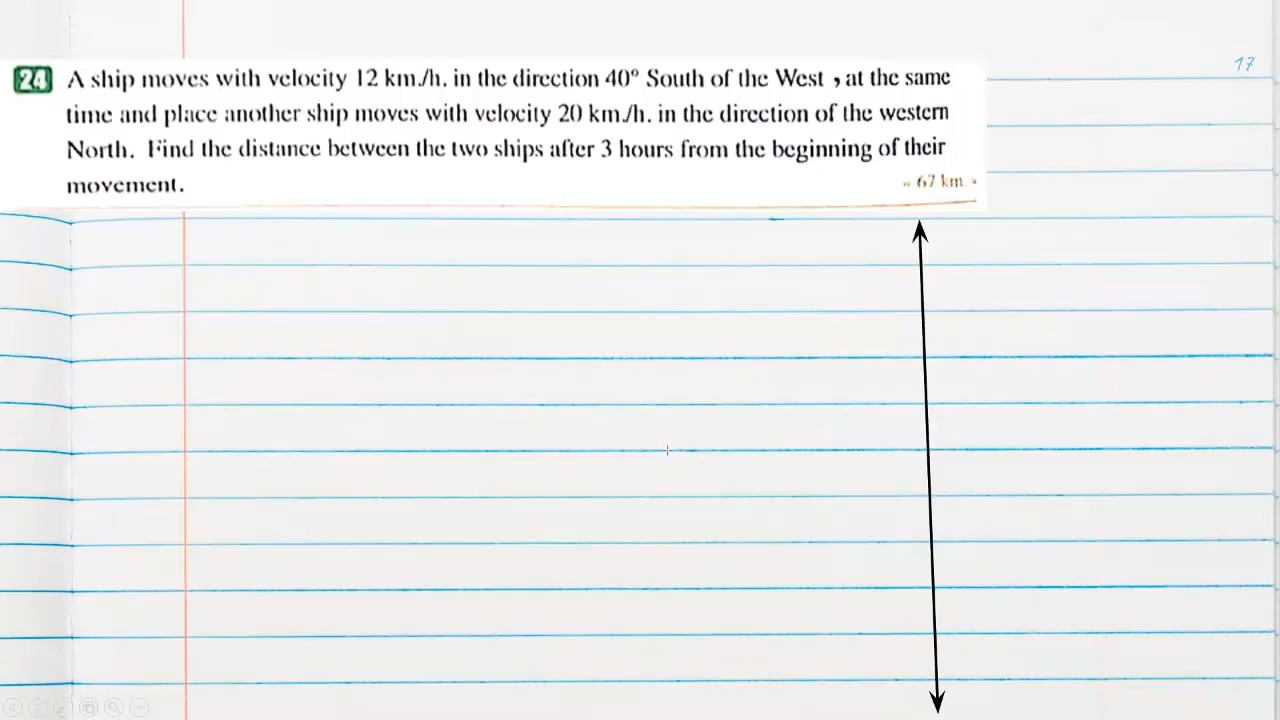 17
24 A ship moves with velocity 12 km./h. in the direction 40° South of the West , at the same
time and place another ship moves with velocity 20 km./h. in the direction of the western
North. Find the distance between the two ships after 3 hours from the beginning of their
movement. « 67 km. »